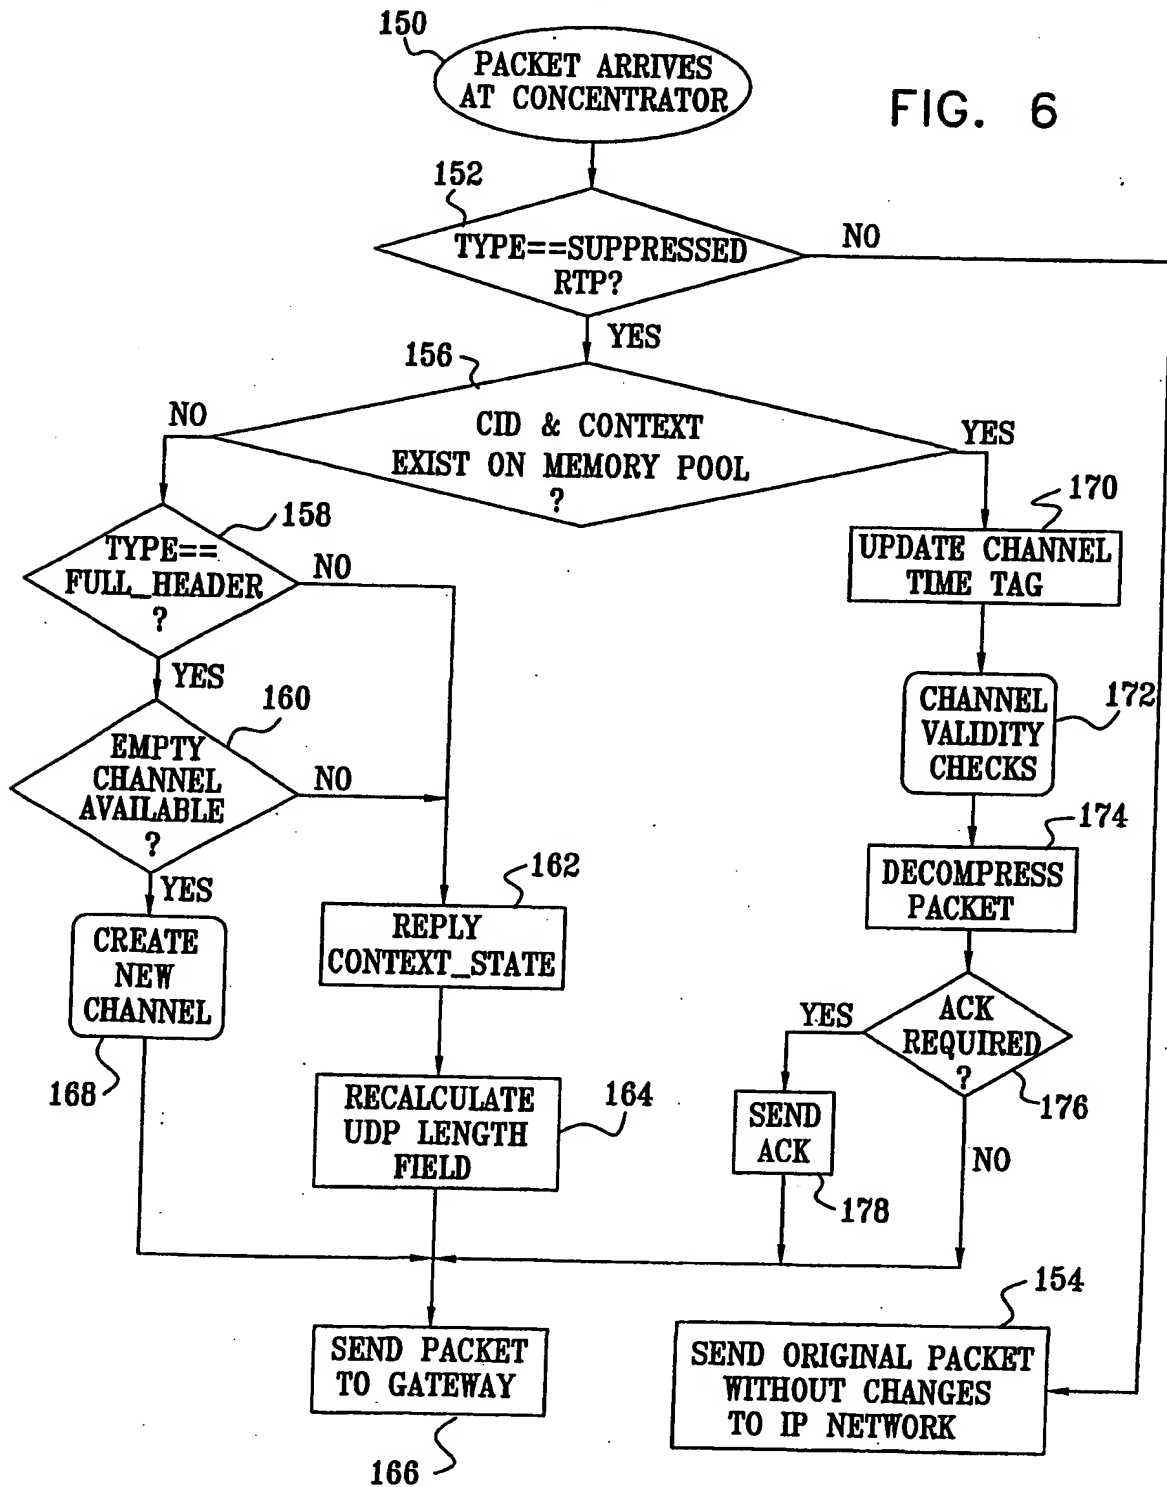 150
PACKET ARRIVES
AT CONCENTRATOR
FIG. 6
152
TYPE==SUPPRESSED
RTP?
NO
YES
156
CID & CONTEXT
EXIST ON MEMORY POOL
?
NO
YES
158
TYPE==
FULL_HEADER
?
NO
YES
170
UPDATE CHANNEL
TIME TAG
160
EMPTY
CHANNEL
AVAILABLE
?
NO
YES
172
CHANNEL
VALIDITY
CHECKS
174
DECOMPRESS
PACKET
162
REPLY
CONTEXT_STATE
CREATE
NEW
CHANNEL
168
ACK
REQUIRED
?
176
YES
NO
164
RECALCULATE
UDP LENGTH
FIELD
SEND
ACK
178
154
SEND PACKET
TO GATEWAY
166
SEND ORIGINAL PACKET
WITHOUT CHANGES
TO IP NETWORK